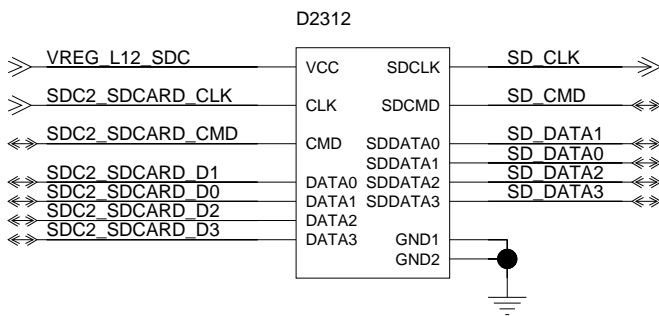 D2312
VREG_L12_SDC VCC SDCLK SD_CLK
SDC2_SDCARD_CLK CLK SDCMD SD_CMD
SDC2_SDCARD_CMD CMD SDDATA0 SD_DATA1
SDDATA1 SD_DATA0
SDC2_SDCARD_D1 DATA0 SDDATA2 SD_DATA2
SDC2_SDCARD_D0 DATA1 SDDATA3 SD_DATA3
SDC2_SDCARD_D2 DATA2
SDC2_SDCARD_D3 DATA3 GND1
GND2